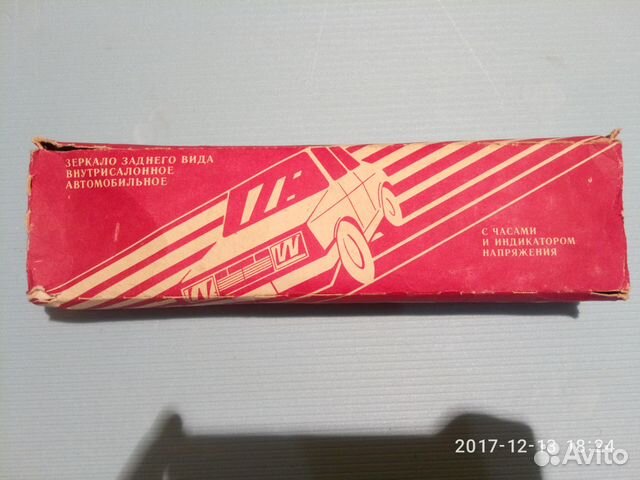 ЗЕРКАЛО ЗАДНЕГО ВИДА
ВНУТРИСАЛОННОЕ
АВТОМОБИЛЬНОЕ
С ЧАСАМИ
И ИНДИКАТОРОМ
НАПРЯЖЕНИЯ
2017-12-13 18:24
Avito